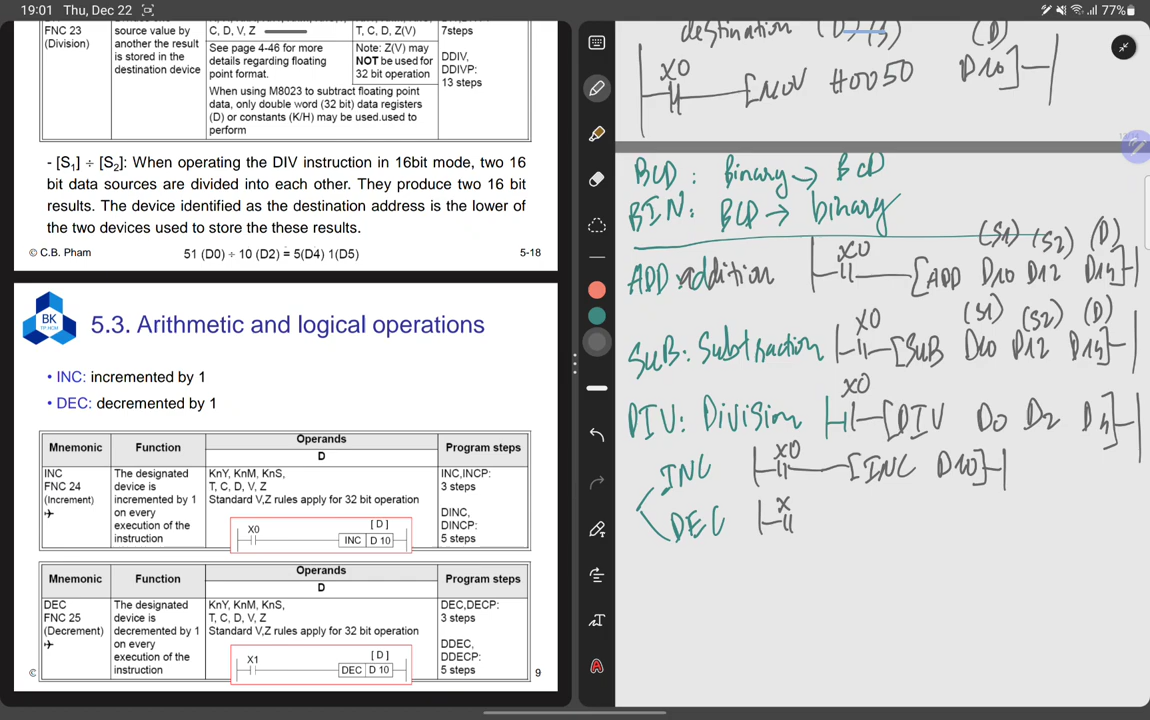 19:01 Thu, Dec 22
77%
FNC 23
(Division)
source value by
another the result
is stored in the
destination device
C, D, V, Z
T, C, D, Z(V)
See page 4-46 for more
details regarding floating
point format.
Note: Z(V) may
NOT be used for
32 bit operation
When using M8023 to subtract floating point
data, only double word (32 bit) data registers
(D) or constants (K/H) may be used.used to
perform
7steps
DDIV,
DDIVP:
13 steps
- [S1] ÷ [S2]: When operating the DIV instruction in 16bit mode, two 16
bit data sources are divided into each other. They produce two 16 bit
results. The device identified as the destination address is the lower of
the two devices used to store the these results.
© C.B. Pham
51 (D0) ÷ 10 (D2) = 5(D4) 1(D5)
5-18
BK
TP.HCM
5.3. Arithmetic and logical operations
• INC: incremented by 1
• DEC: decremented by 1
Mnemonic
Function
Operands
D
Program steps
INC
FNC 24
(Increment)
The designated
device is
incremented by 1
on every
execution of the
instruction
KnY, KnM, KnS,
T, C, D, V, Z
Standard V,Z rules apply for 32 bit operation
X0
[ D ]
INC D 10
INC,INCP:
3 steps
DINC,
DINCP:
5 steps
Mnemonic
Function
Operands
D
Program steps
DEC
FNC 25
(Decrement)
The designated
device is
decremented by 1
on every
execution of the
instruction
KnY, KnM, KnS,
T, C, D, V, Z
Standard V,Z rules apply for 32 bit operation
X1
[ D ]
DEC D 10
DEC,DECP:
3 steps
DDEC,
DDECP:
5 steps
©
9
destination
(D)
X0
[MOV H0050 D10]
BCD: Binary → BCD
BIN: BCD → binary
(S1) (S2) (D)
ADD addition X0 [ADD D10 D12 D14]
(S1) (S2) (D)
SUB: Subtraction X0 [SUB D10 D12 D14]
DIV: Division X0 [DIV D0 D2 D4]
INC X0 [INC D10]
DEC X